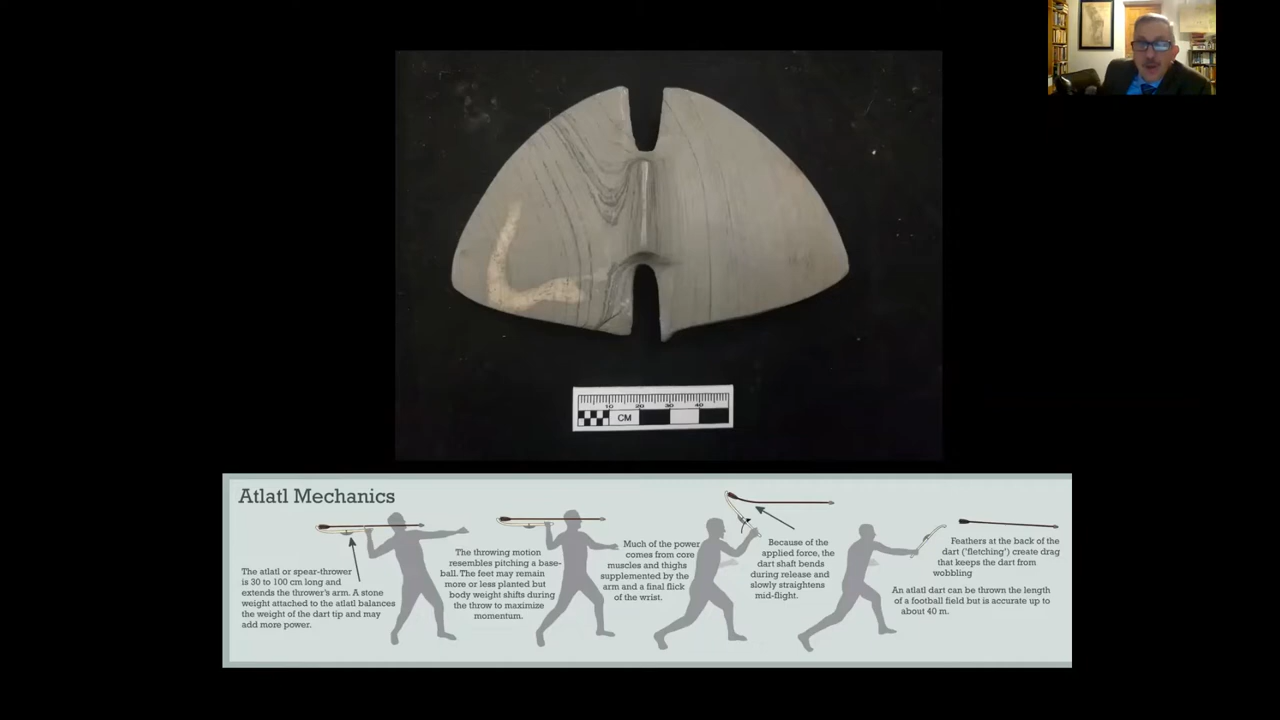 10 20 30 40
CM
Atlatl Mechanics
The atlatl or spear-thrower
is 30 to 100 cm long and
extends the thrower's arm. A stone
weight attached to the atlatl balances
the weight of the dart tip and may
add more power.
The throwing motion
resembles pitching a base-
ball. The feet may remain
more or less planted but
body weight shifts during
the throw to maximize
momentum.
Much of the power
comes from core
muscles and thighs
supplemented by the
arm and a final flick
of the wrist.
Because of the
applied force, the
dart shaft bends
during release and
slowly straightens
mid-flight.
Feathers at the back of the
dart ('fletching') create drag
that keeps the dart from
wobbling
An atlatl dart can be thrown the length
of a football field but is accurate up to
about 40 m.